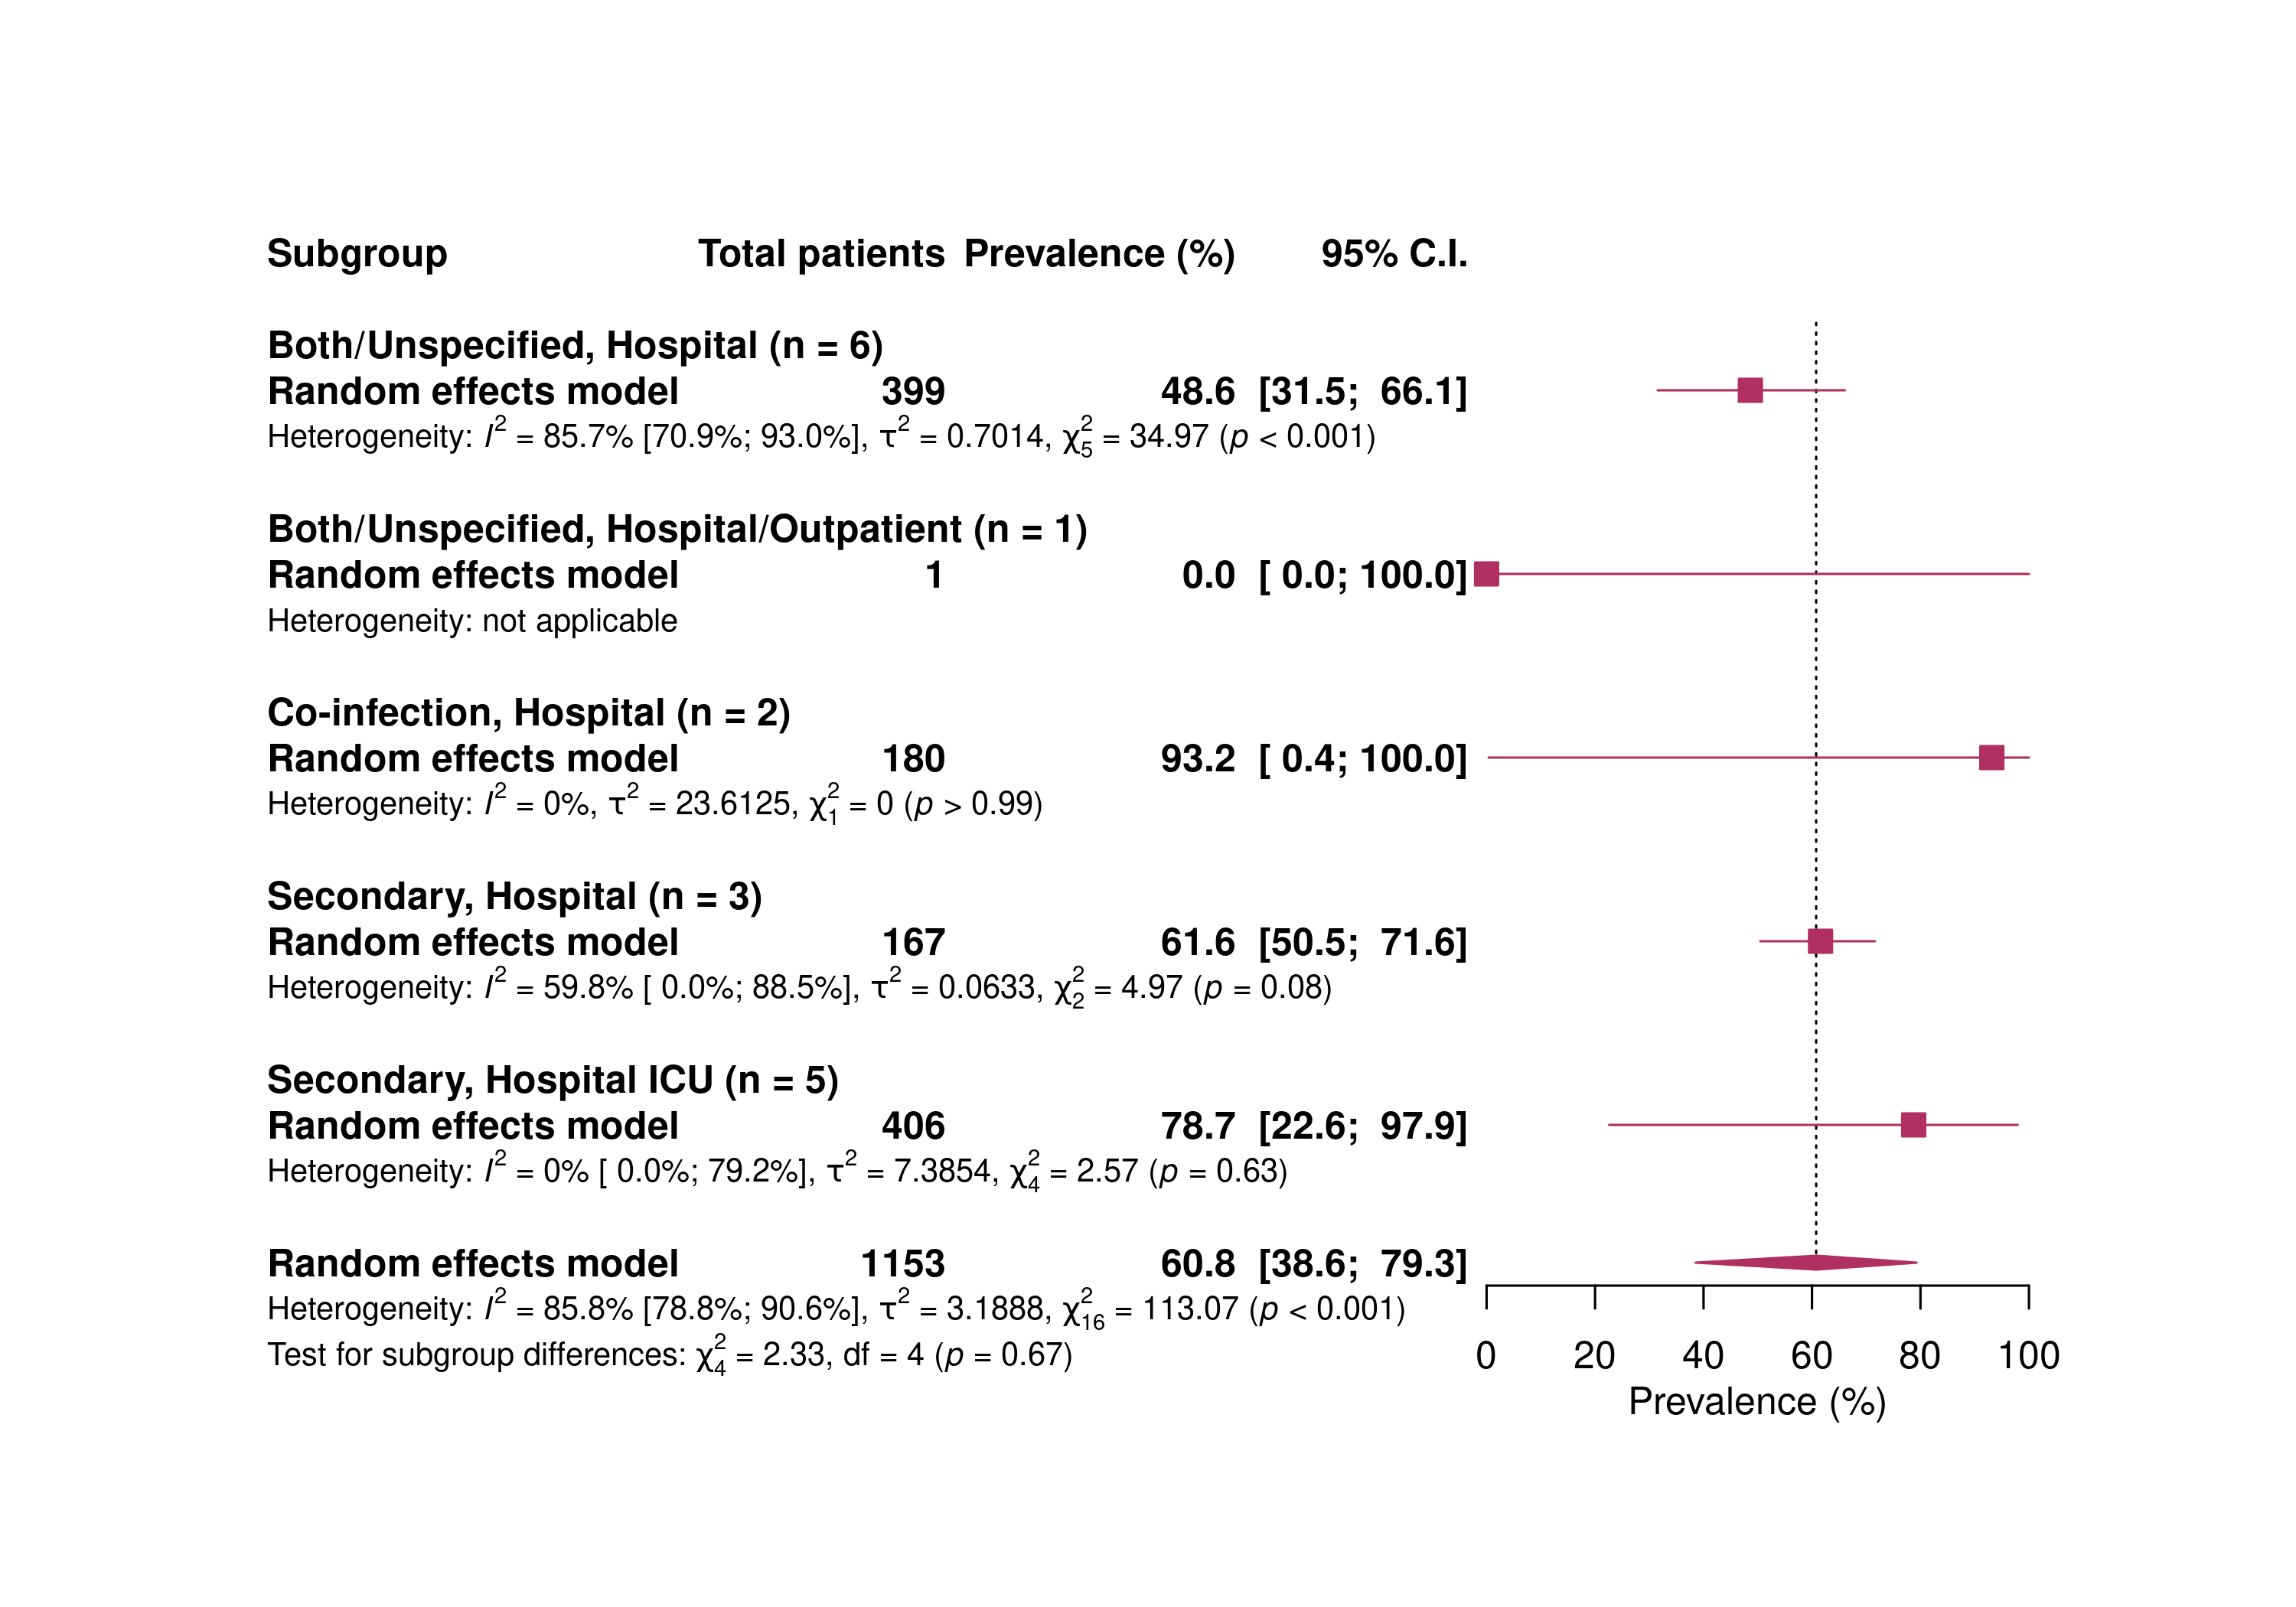 Subgroup Total patients Prevalence (%) 95% C.I.
Both/Unspecified, Hospital (n = 6)
Random effects model 399 48.6 [31.5; 66.1]
Heterogeneity: I² = 85.7% [70.9%; 93.0%], τ² = 0.7014, χ²₅ = 34.97 (p < 0.001)
Both/Unspecified, Hospital/Outpatient (n = 1)
Random effects model 1 0.0 [ 0.0; 100.0]
Heterogeneity: not applicable
Co-infection, Hospital (n = 2)
Random effects model 180 93.2 [ 0.4; 100.0]
Heterogeneity: I² = 0%, τ² = 23.6125, χ²₁ = 0 (p > 0.99)
Secondary, Hospital (n = 3)
Random effects model 167 61.6 [50.5; 71.6]
Heterogeneity: I² = 59.8% [ 0.0%; 88.5%], τ² = 0.0633, χ²₂ = 4.97 (p = 0.08)
Secondary, Hospital ICU (n = 5)
Random effects model 406 78.7 [22.6; 97.9]
Heterogeneity: I² = 0% [ 0.0%; 79.2%], τ² = 7.3854, χ²₄ = 2.57 (p = 0.63)
Random effects model 1153 60.8 [38.6; 79.3]
Heterogeneity: I² = 85.8% [78.8%; 90.6%], τ² = 3.1888, χ²₁₆ = 113.07 (p < 0.001)
Test for subgroup differences: χ²₄ = 2.33, df = 4 (p = 0.67)
0 20 40 60 80 100
Prevalence (%)